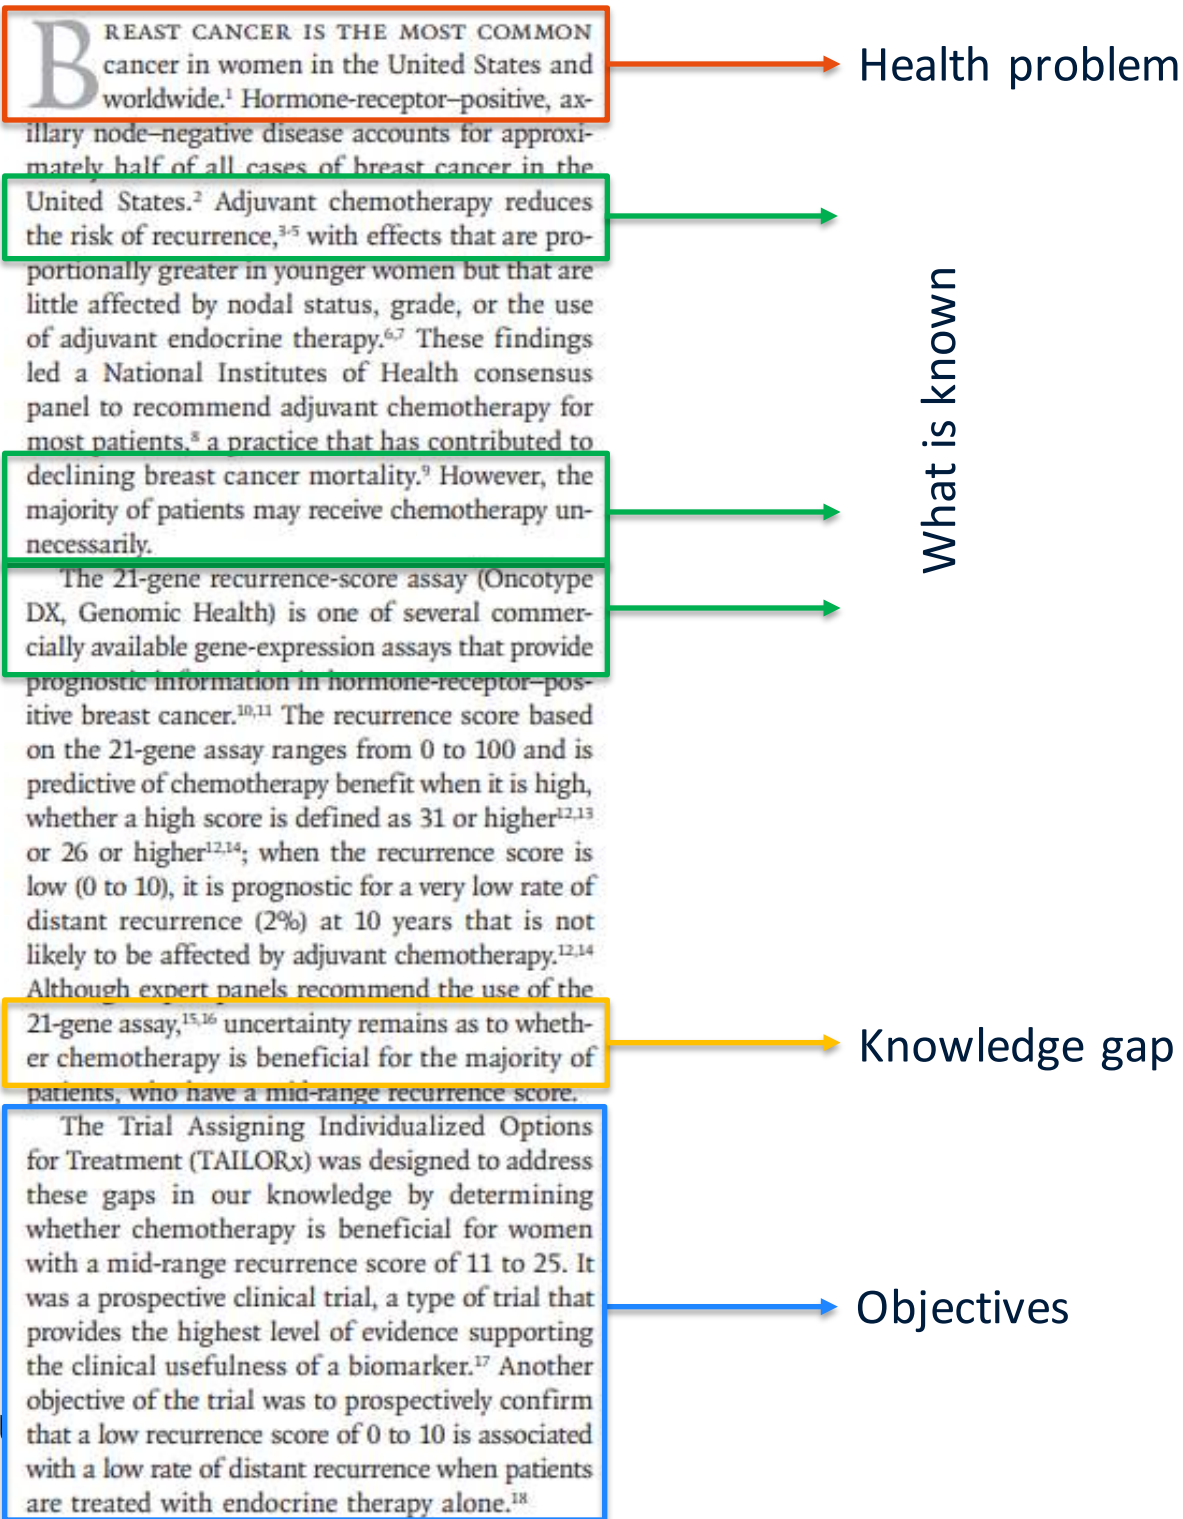 BREAST CANCER IS THE MOST COMMON
cancer in women in the United States and
worldwide.¹ Hormone-receptor–positive, ax-
illary node–negative disease accounts for approxi-
mately half of all cases of breast cancer in the
United States.² Adjuvant chemotherapy reduces
the risk of recurrence,³⁻⁵ with effects that are pro-
portionally greater in younger women but that are
little affected by nodal status, grade, or the use
of adjuvant endocrine therapy.⁶,⁷ These findings
led a National Institutes of Health consensus
panel to recommend adjuvant chemotherapy for
most patients,⁸ a practice that has contributed to
declining breast cancer mortality.⁹ However, the
majority of patients may receive chemotherapy un-
necessarily.
The 21-gene recurrence-score assay (Oncotype
DX, Genomic Health) is one of several commer-
cially available gene-expression assays that provide
prognostic information in hormone-receptor–pos-
itive breast cancer.¹⁰,¹¹ The recurrence score based
on the 21-gene assay ranges from 0 to 100 and is
predictive of chemotherapy benefit when it is high,
whether a high score is defined as 31 or higher¹²,¹³
or 26 or higher¹²,¹⁴; when the recurrence score is
low (0 to 10), it is prognostic for a very low rate of
distant recurrence (2%) at 10 years that is not
likely to be affected by adjuvant chemotherapy.¹²,¹⁴
Although expert panels recommend the use of the
21-gene assay,¹⁵,¹⁶ uncertainty remains as to wheth-
er chemotherapy is beneficial for the majority of
patients, who have a mid-range recurrence score.
The Trial Assigning Individualized Options
for Treatment (TAILORx) was designed to address
these gaps in our knowledge by determining
whether chemotherapy is beneficial for women
with a mid-range recurrence score of 11 to 25. It
was a prospective clinical trial, a type of trial that
provides the highest level of evidence supporting
the clinical usefulness of a biomarker.¹⁷ Another
objective of the trial was to prospectively confirm
that a low recurrence score of 0 to 10 is associated
with a low rate of distant recurrence when patients
are treated with endocrine therapy alone.¹⁸
Health problem
What is known
Knowledge gap
Objectives